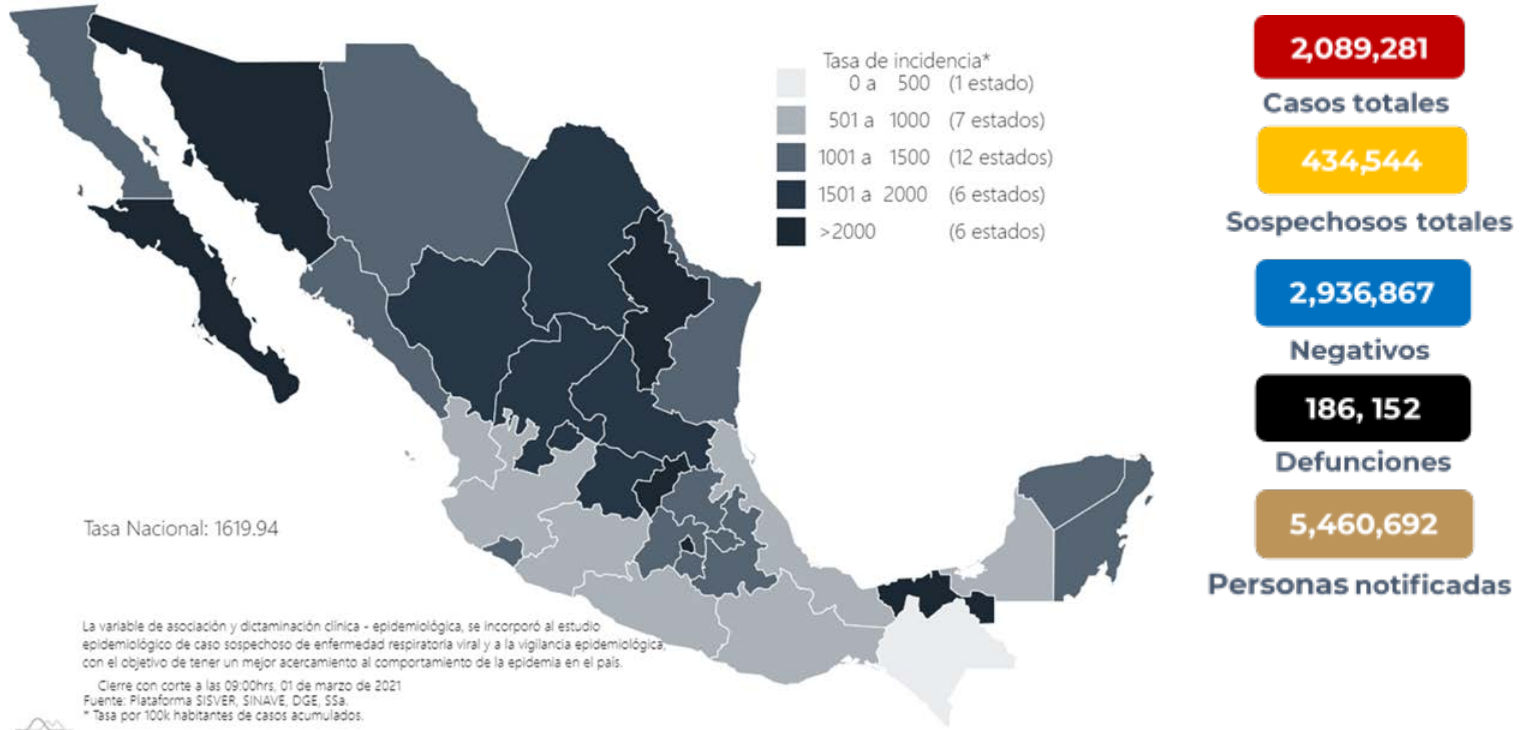 Tasa de incidencia*
0 a 500 (1 estado)
501 a 1000 (7 estados)
1001 a 1500 (12 estados)
1501 a 2000 (6 estados)
>2000 (6 estados)
Tasa Nacional: 1619.94
La variable de asociación y dictaminación clínica - epidemiológica, se incorporó al estudio
epidemiológico de caso sospechoso de enfermedad respiratoria viral y a la vigilancia epidemiológica,
con el objetivo de tener un mejor acercamiento al comportamiento de la epidemia en el país.
Cierre con corte a las 09:00hrs, 01 de marzo de 2021
Fuente: Plataforma SISVER, SINAVE, DGE, SSa.
* Tasa por 100k habitantes de casos acumulados.
2,089,281
Casos totales
434,544
Sospechosos totales
2,936,867
Negativos
186, 152
Defunciones
5,460,692
Personas notificadas